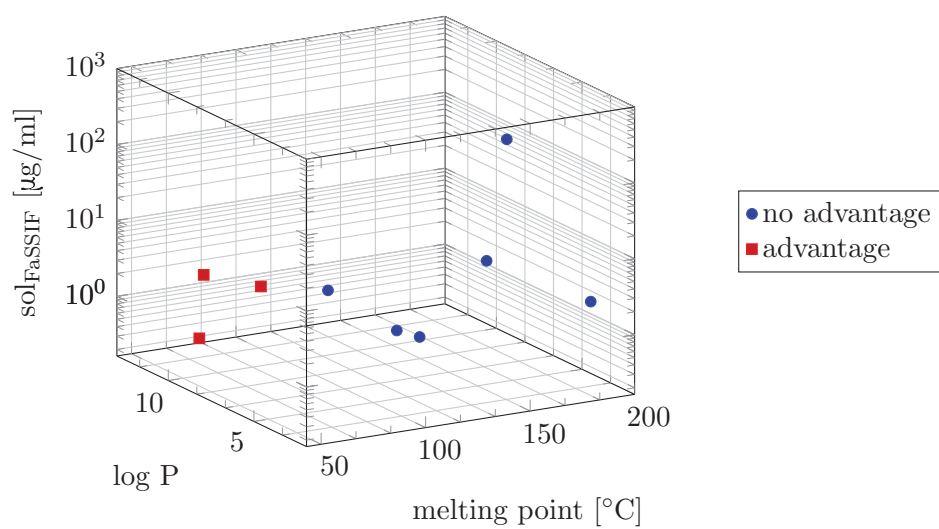 10³
10²
10¹
10⁰
sol_FaSSIF [µg/ml]
10
5
log P
50
100
150
200
melting point [°C]
no advantage
advantage